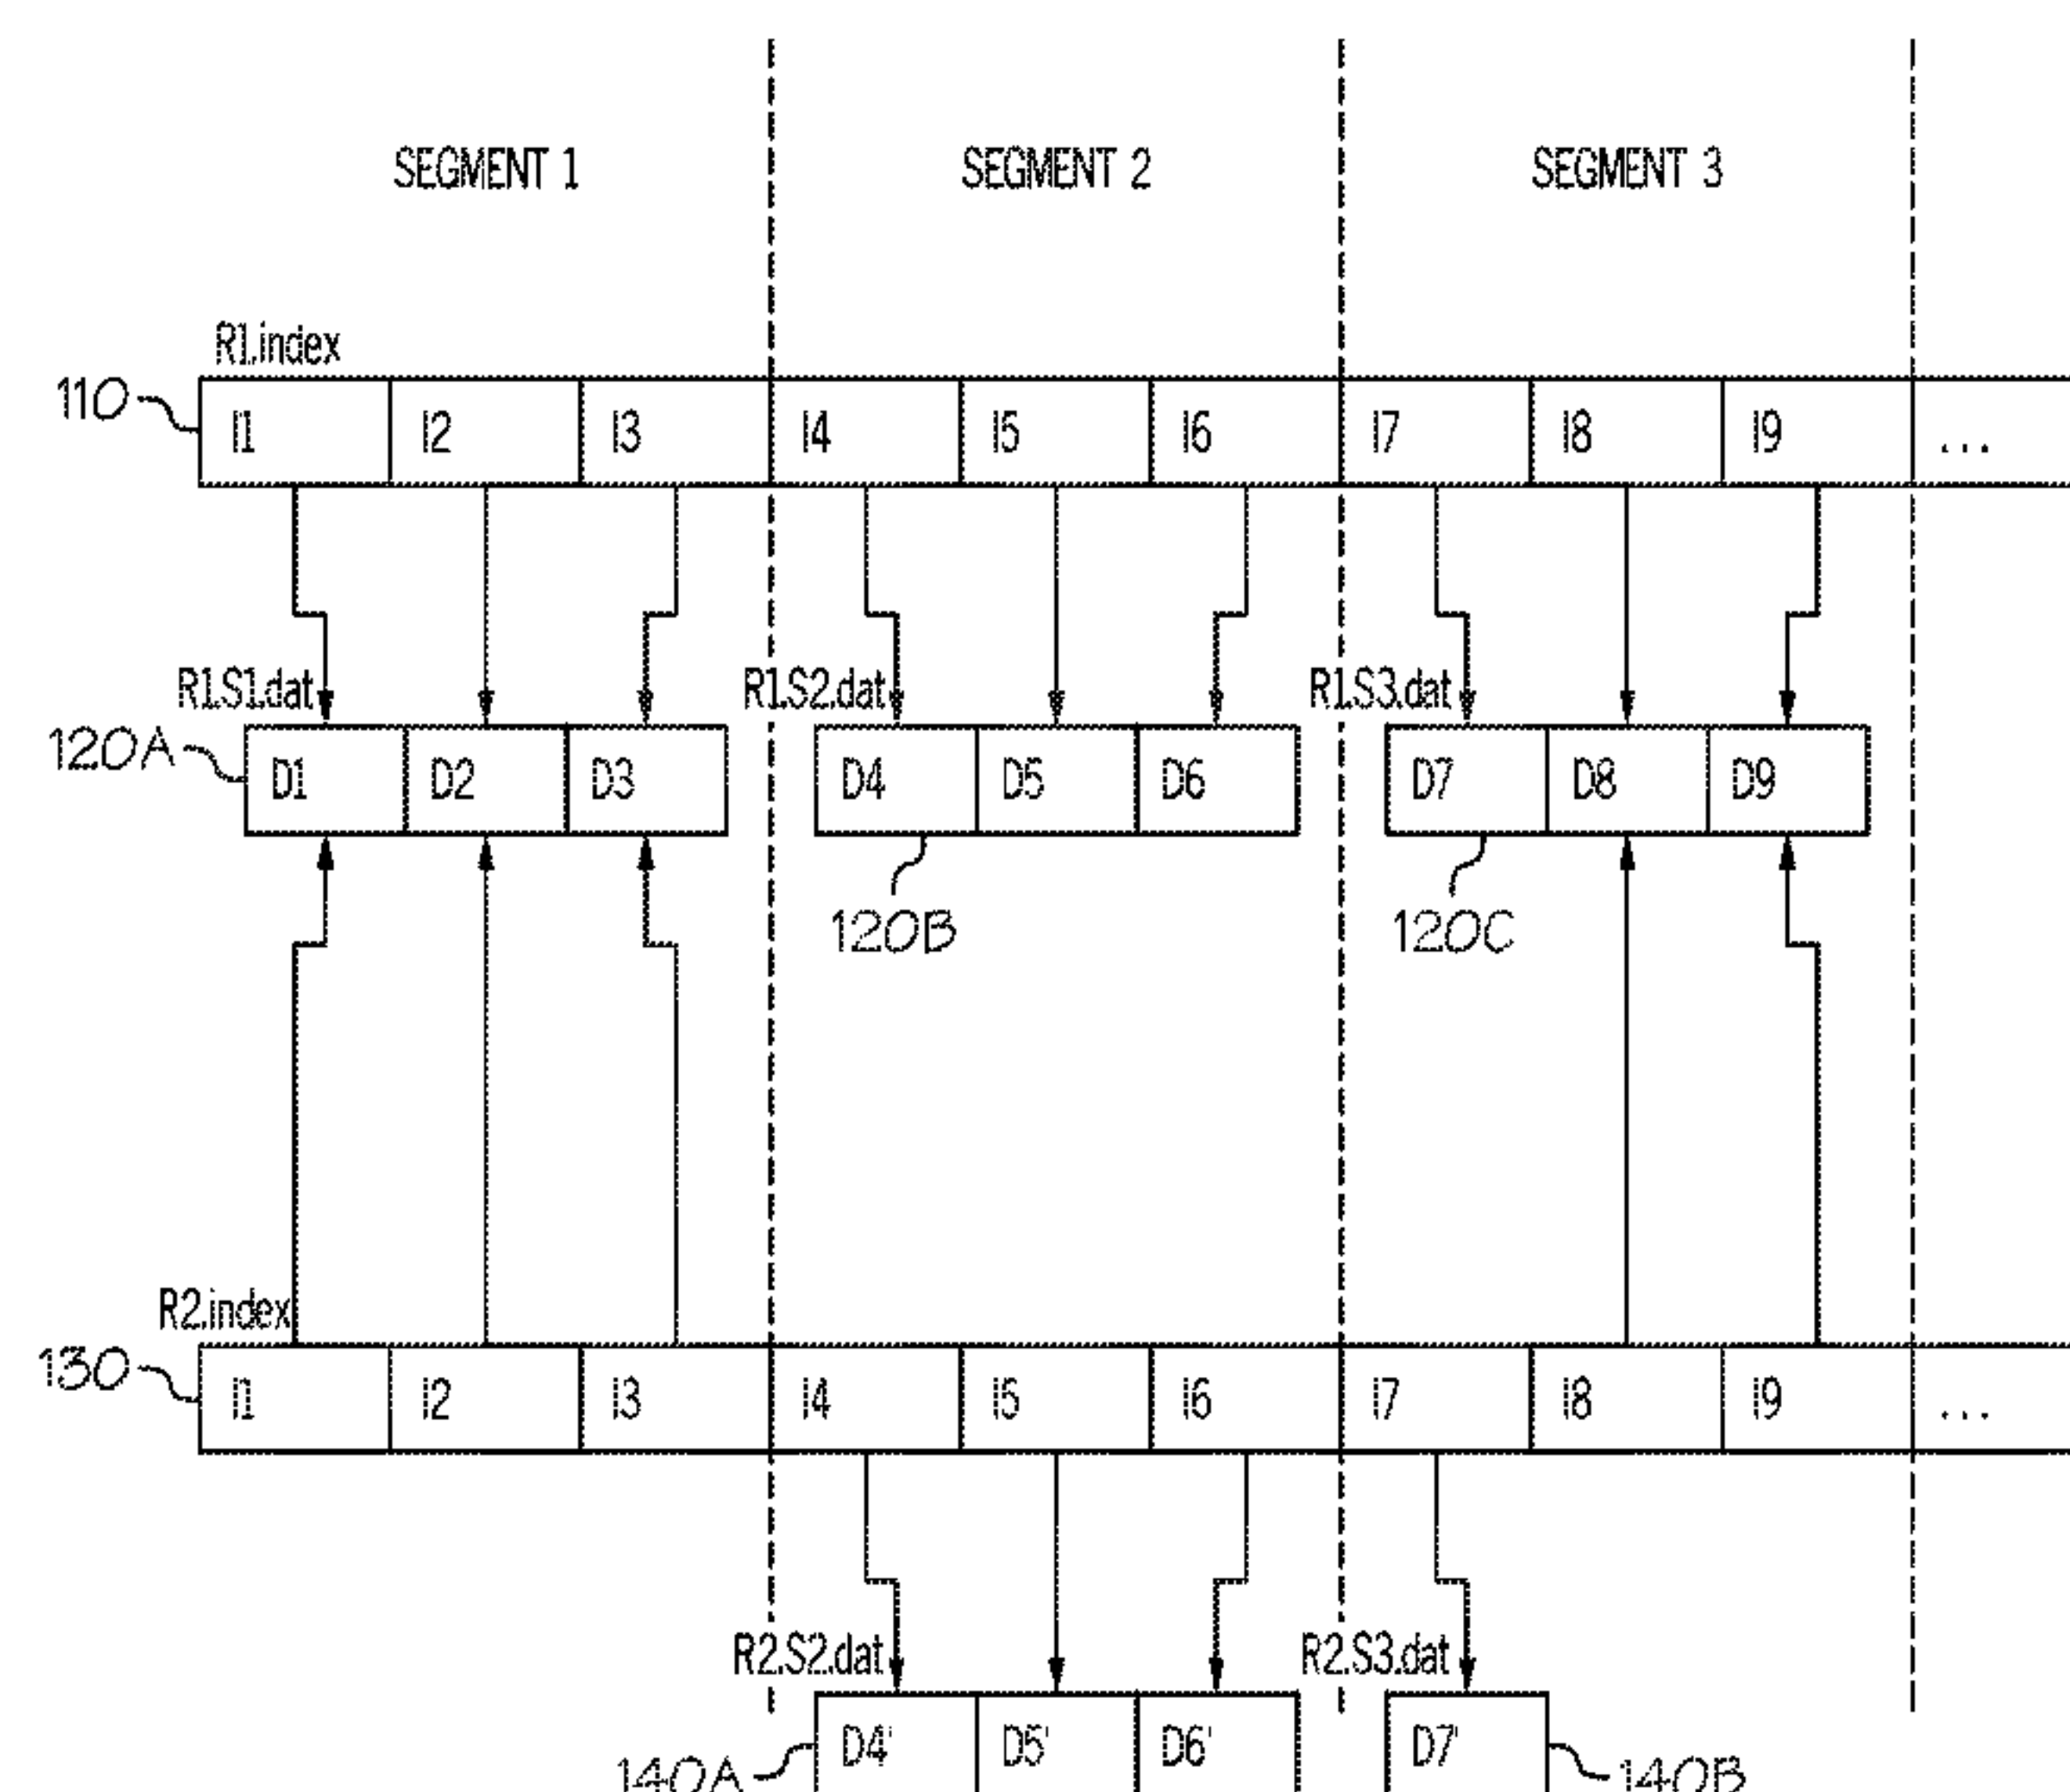 SEGMENT 1 SEGMENT 2 SEGMENT 3
R1.index
110
I1 I2 I3 I4 I5 I6 I7 I8 I9 ...
R1.S1.dat R1.S2.dat R1.S3.dat
120A
D1 D2 D3 D4 D5 D6 D7 D8 D9
120B 120C
R2.index
130
I1 I2 I3 I4 I5 I6 I7 I8 I9 ...
R2.S2.dat R2.S3.dat
D4' D5' D6' D7'
140A 140B